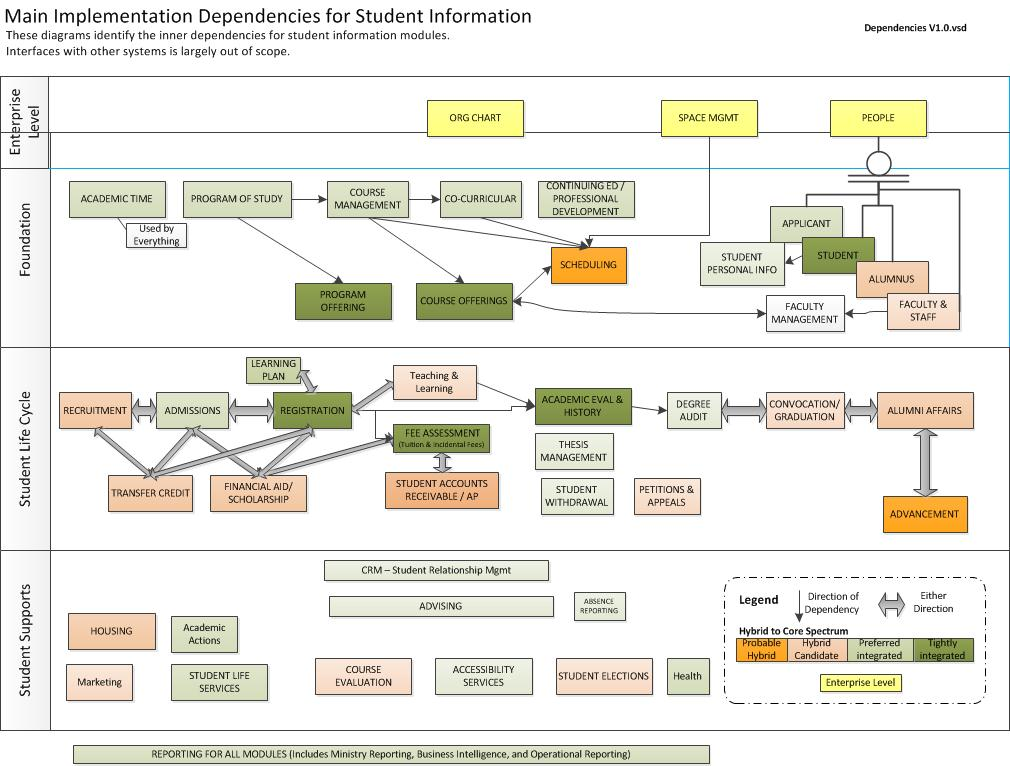 Main Implementation Dependencies for Student Information
These diagrams identify the inner dependencies for student information modules.
Interfaces with other systems is largely out of scope.
Dependencies V1.0.vsd
Enterprise
Level
ORG CHART
SPACE MGMT
PEOPLE
Foundation
ACADEMIC TIME
Used by
Everything
PROGRAM OF STUDY
COURSE
MANAGEMENT
CO-CURRICULAR
CONTINUING ED /
PROFESSIONAL
DEVELOPMENT
SCHEDULING
PROGRAM
OFFERING
COURSE OFFERINGS
APPLICANT
STUDENT
PERSONAL INFO
STUDENT
ALUMNUS
FACULTY
MANAGEMENT
FACULTY &
STAFF
Student Life Cycle
LEARNING
PLAN
RECRUITMENT
ADMISSIONS
REGISTRATION
Teaching &
Learning
FEE ASSESSMENT
(Tuition & Incidental Fees)
ACADEMIC EVAL &
HISTORY
DEGREE
AUDIT
CONVOCATION/
GRADUATION
ALUMNI AFFAIRS
TRANSFER CREDIT
FINANCIAL AID/
SCHOLARSHIP
STUDENT ACCOUNTS
RECEIVABLE / AP
THESIS
MANAGEMENT
STUDENT
WITHDRAWAL
PETITIONS &
APPEALS
ADVANCEMENT
Student Supports
CRM – Student Relationship Mgmt
ADVISING
ABSENCE
REPORTING
HOUSING
Academic
Actions
Marketing
STUDENT LIFE
SERVICES
COURSE
EVALUATION
ACCESSIBILITY
SERVICES
STUDENT ELECTIONS
Health
Legend
Direction of
Dependency
Either
Direction
Hybrid to Core Spectrum
Probable
Hybrid
Hybrid
Candidate
Preferred
integrated
Tightly
integrated
Enterprise Level
REPORTING FOR ALL MODULES (Includes Ministry Reporting, Business Intelligence, and Operational Reporting)